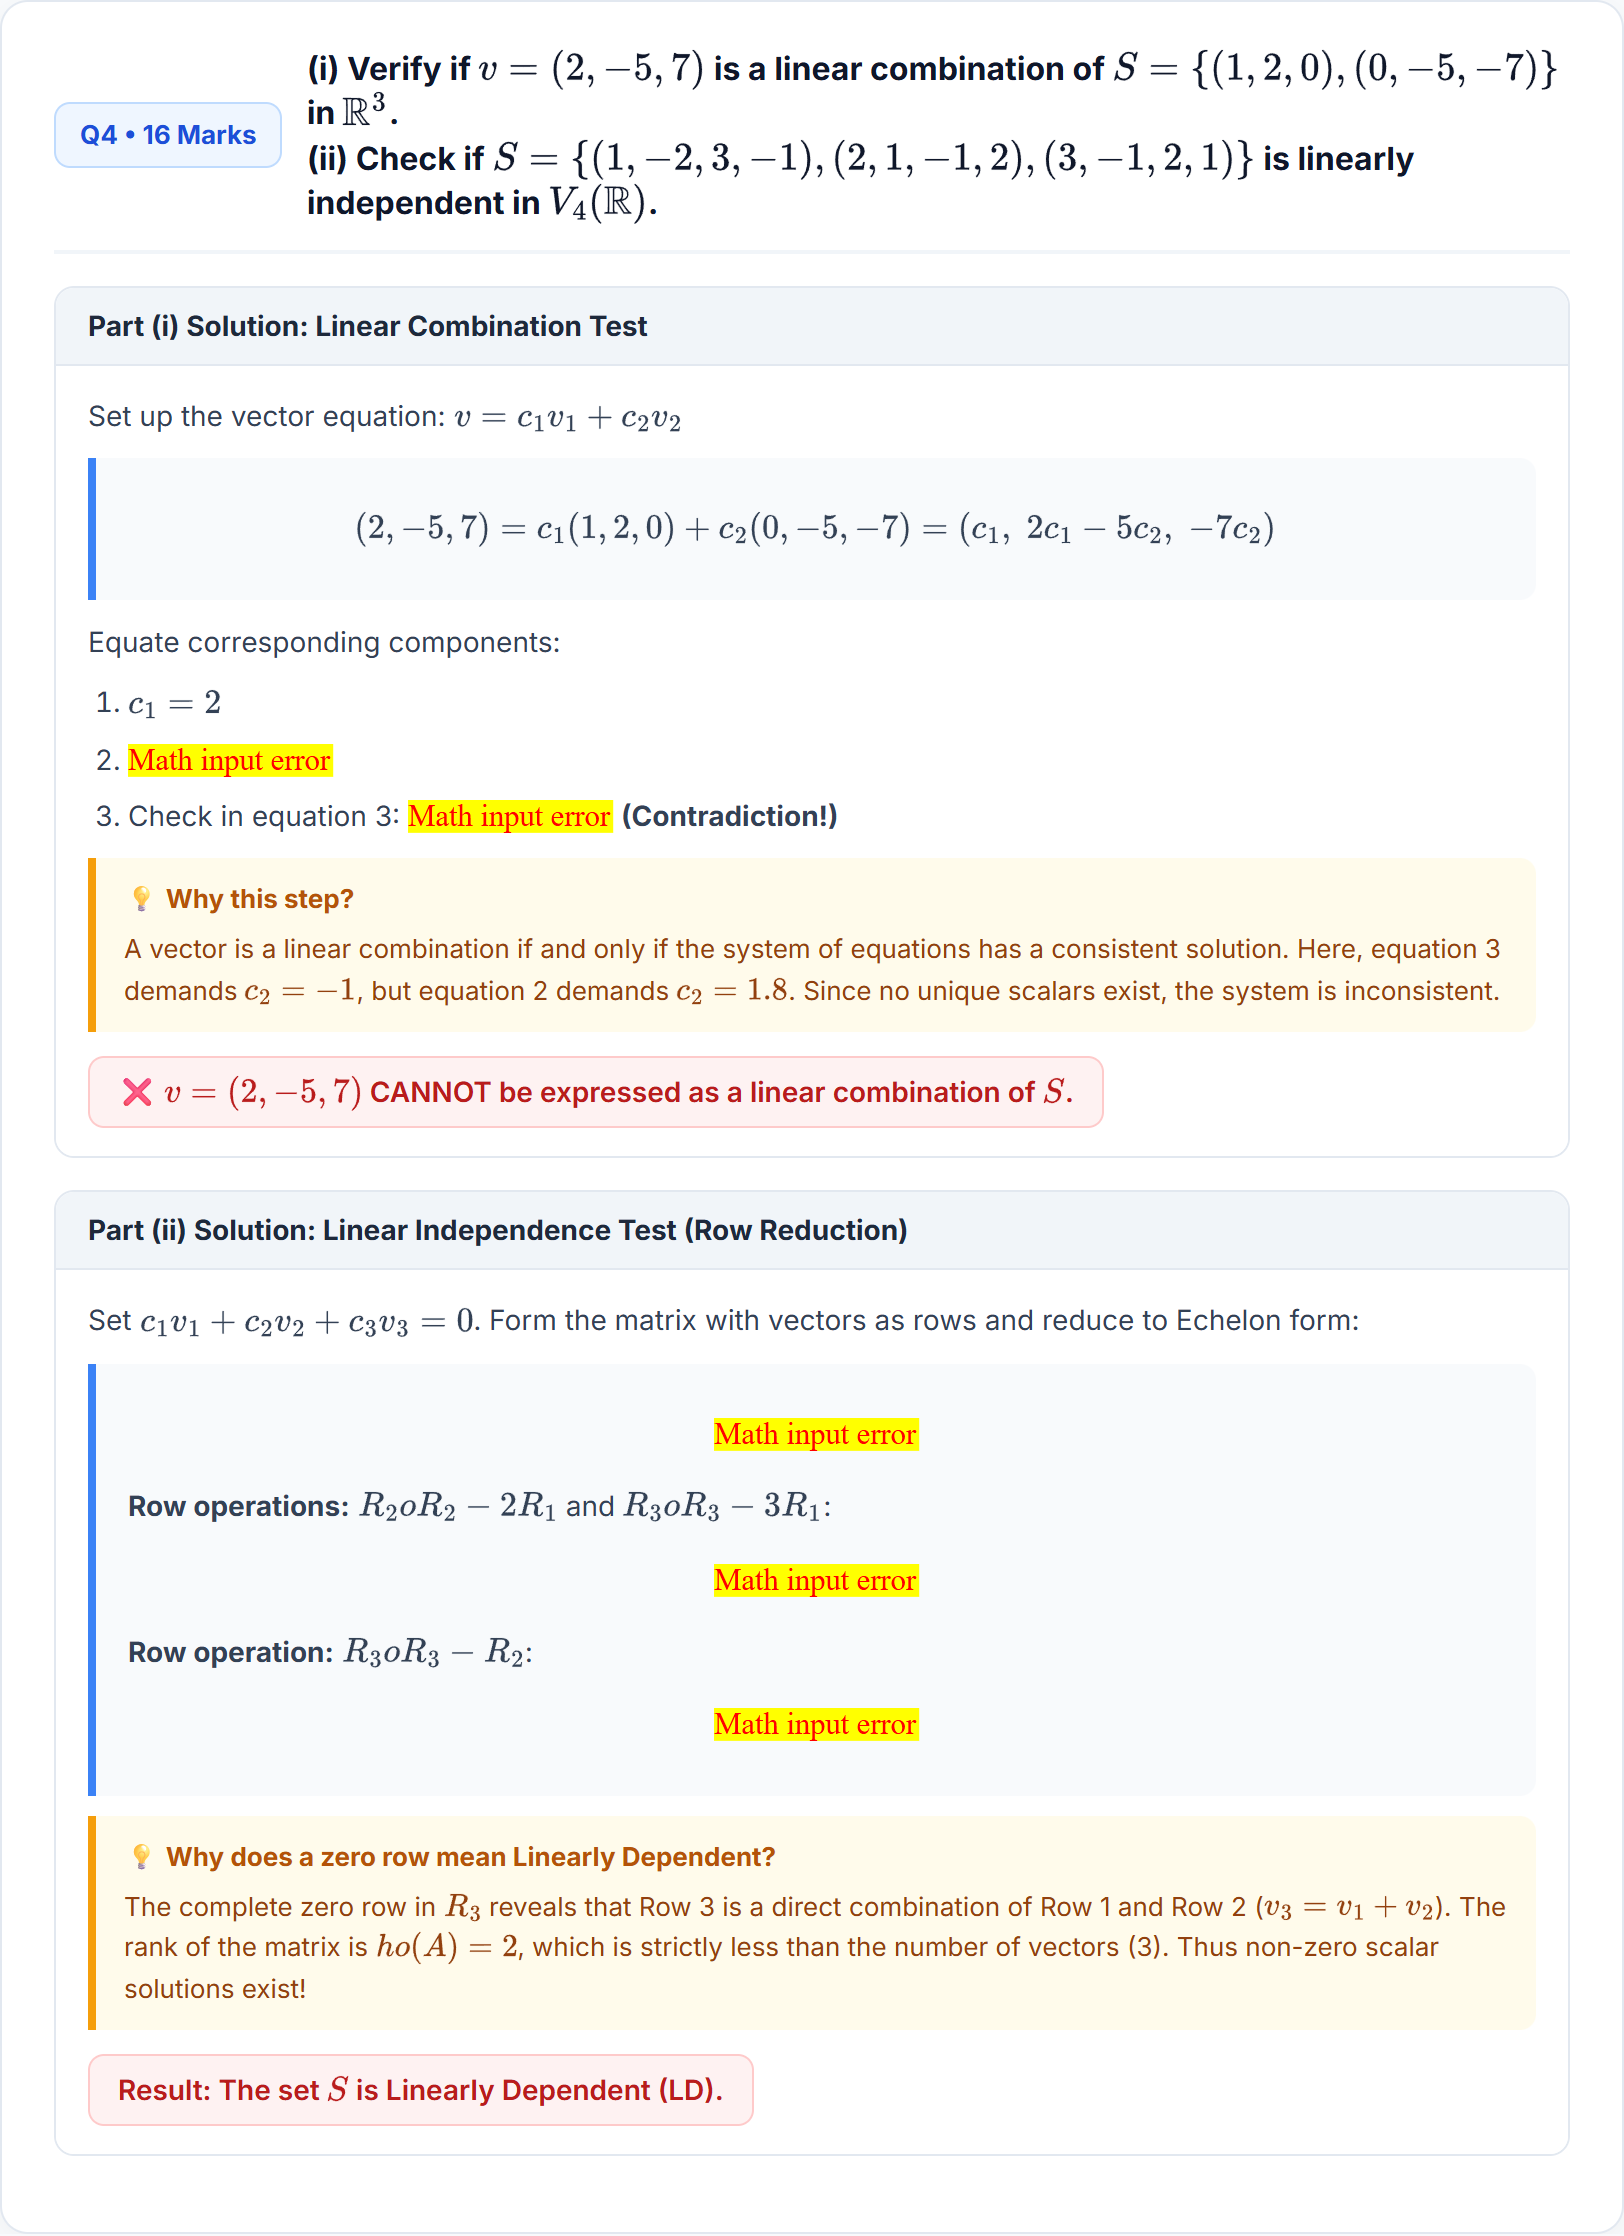 (i) Verify if v = (2, −5, 7) is a linear combination of S = {(1, 2, 0), (0, −5, −7)}
in ℝ³.
Q4 • 16 Marks
(ii) Check if S = {(1, −2, 3, −1), (2, 1, −1, 2), (3, −1, 2, 1)} is linearly
independent in V₄(ℝ).
Part (i) Solution: Linear Combination Test
Set up the vector equation: v = c₁v₁ + c₂v₂
(2, −5, 7) = c₁(1, 2, 0) + c₂(0, −5, −7) = (c₁, 2c₁ − 5c₂, −7c₂)
Equate corresponding components:
1. c₁ = 2
2. Math input error
3. Check in equation 3: Math input error (Contradiction!)
💡 Why this step?
A vector is a linear combination if and only if the system of equations has a consistent solution. Here, equation 3
demands c₂ = −1, but equation 2 demands c₂ = 1.8. Since no unique scalars exist, the system is inconsistent.
❌ v = (2, −5, 7) CANNOT be expressed as a linear combination of S.
Part (ii) Solution: Linear Independence Test (Row Reduction)
Set c₁v₁ + c₂v₂ + c₃v₃ = 0. Form the matrix with vectors as rows and reduce to Echelon form:
Math input error
Row operations: R₂oR₂ − 2R₁ and R₃oR₃ − 3R₁:
Math input error
Row operation: R₃oR₃ − R₂:
Math input error
💡 Why does a zero row mean Linearly Dependent?
The complete zero row in R₃ reveals that Row 3 is a direct combination of Row 1 and Row 2 (v₃ = v₁ + v₂). The
rank of the matrix is ho(A) = 2, which is strictly less than the number of vectors (3). Thus non-zero scalar
solutions exist!
Result: The set S is Linearly Dependent (LD).